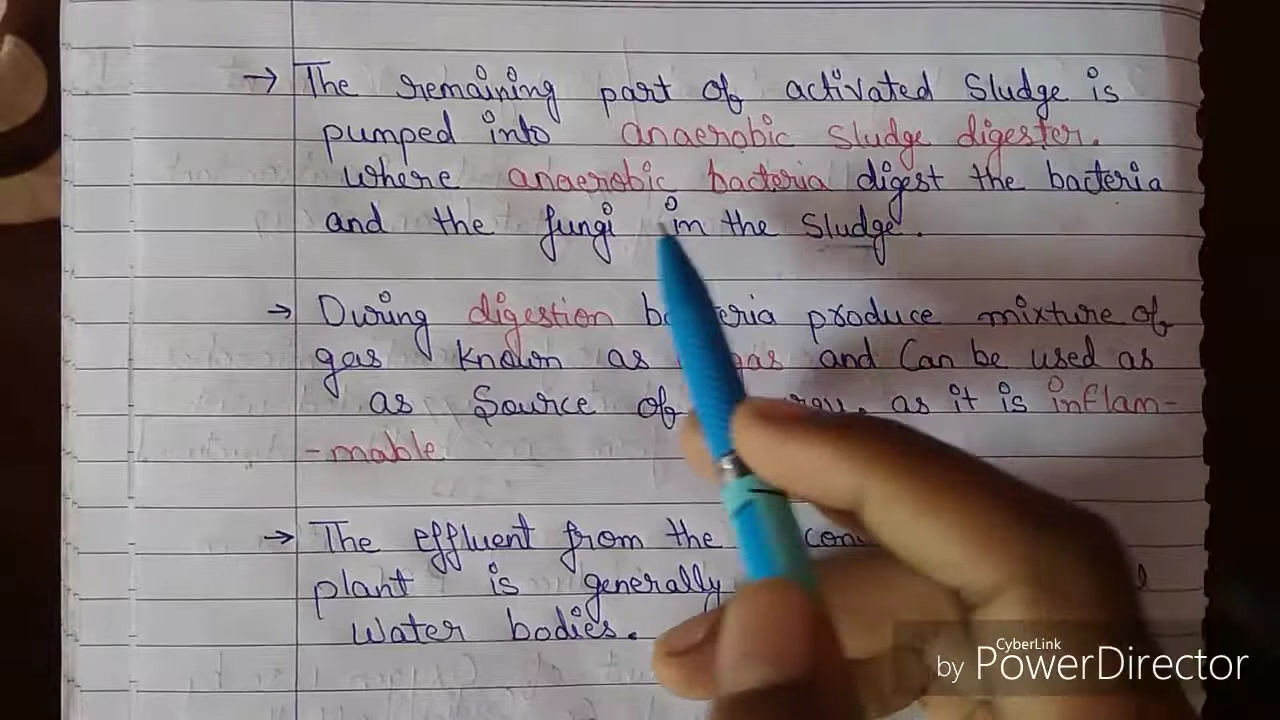 → The remaining part of activated Sludge is
pumped into anaerobic sludge digester.
where anaerobic bacteria digest the bacteria
and the fungi in the sludge.
→ During digestion produce mixture of
gas known as and Can be used as
as Source of as it is inflam-
-mable
→ The effluent from the
plant is generally
water bodies.
CyberLink
by PowerDirector